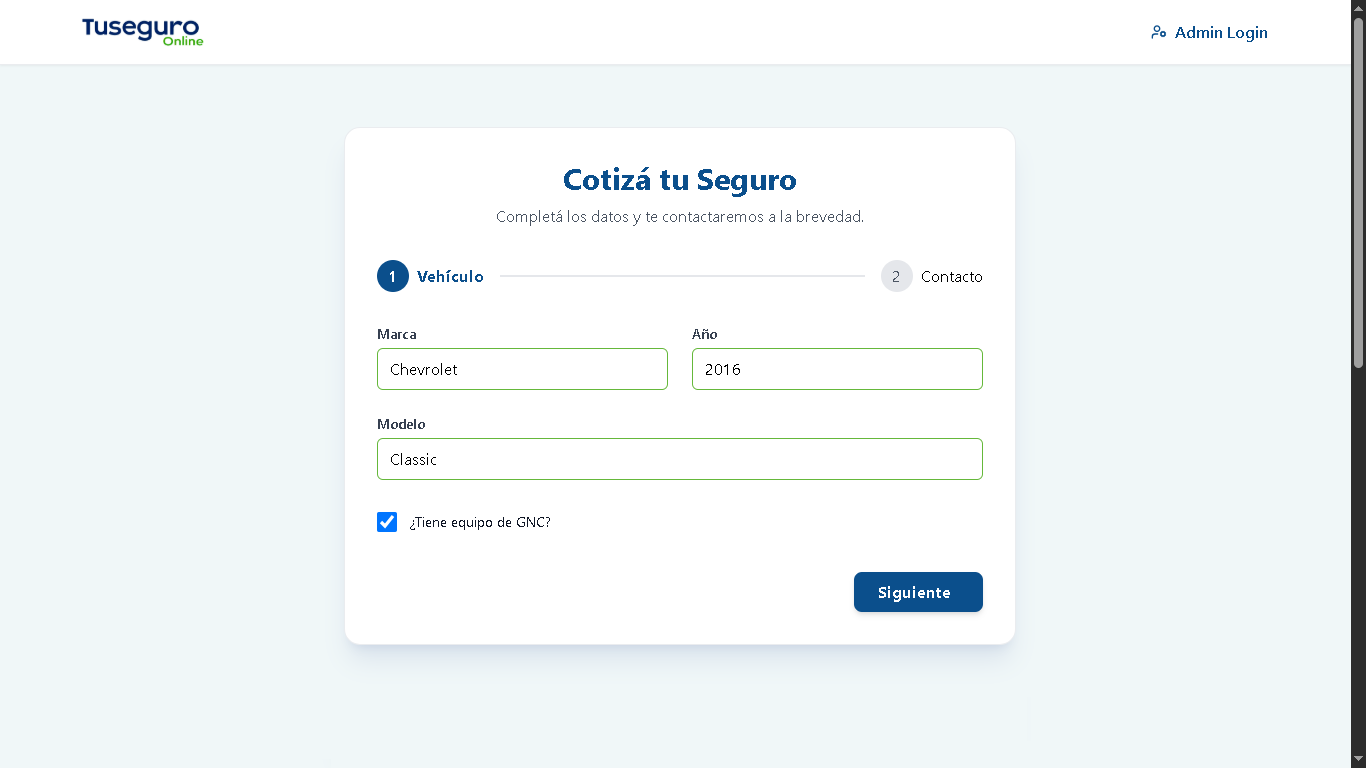 Tuseguro
Online
Admin Login
Cotizá tu Seguro
Completá los datos y te contactaremos a la brevedad.
1 Vehículo
2 Contacto
Marca
Año
Chevrolet
2016
Modelo
Classic
¿Tiene equipo de GNC?
Siguiente